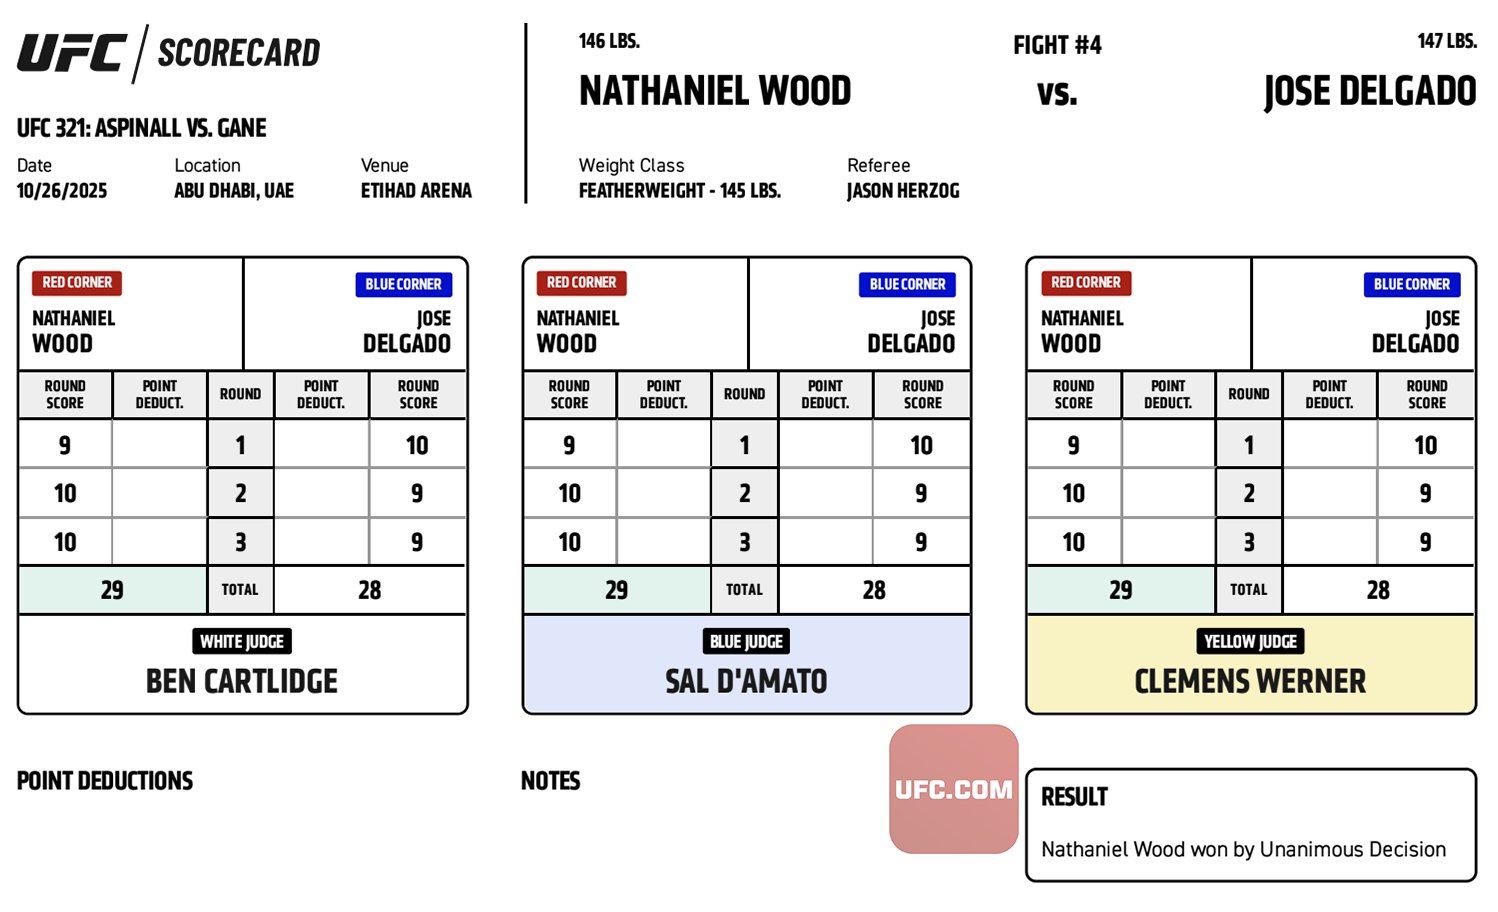 UFC / SCORECARD
UFC 321: ASPINALL VS. GANE
Date Location Venue
10/26/2025 ABU DHABI, UAE ETIHAD ARENA
146 LBS. FIGHT #4 147 LBS.
NATHANIEL WOOD VS. JOSE DELGADO
Weight Class Referee
FEATHERWEIGHT - 145 LBS. JASON HERZOG
RED CORNER BLUE CORNER
NATHANIEL JOSE
WOOD DELGADO
ROUND POINT ROUND POINT ROUND
SCORE DEDUCT. DEDUCT. SCORE
9 1 10
10 2 9
10 3 9
29 TOTAL 28
WHITE JUDGE
BEN CARTLIDGE
RED CORNER BLUE CORNER
NATHANIEL JOSE
WOOD DELGADO
ROUND POINT ROUND POINT ROUND
SCORE DEDUCT. DEDUCT. SCORE
9 1 10
10 2 9
10 3 9
29 TOTAL 28
BLUE JUDGE
SAL D'AMATO
RED CORNER BLUE CORNER
NATHANIEL JOSE
WOOD DELGADO
ROUND POINT ROUND POINT ROUND
SCORE DEDUCT. DEDUCT. SCORE
9 1 10
10 2 9
10 3 9
29 TOTAL 28
YELLOW JUDGE
CLEMENS WERNER
POINT DEDUCTIONS
NOTES
UFC.COM
RESULT
Nathaniel Wood won by Unanimous Decision